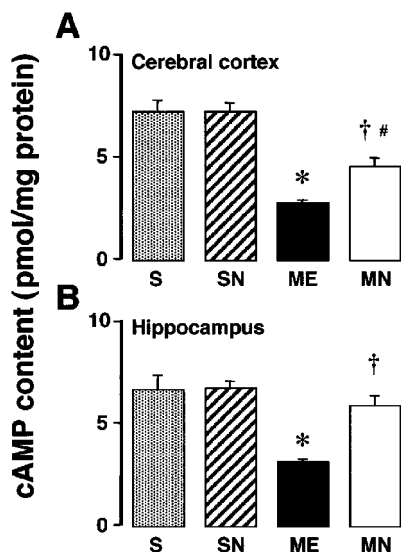 A
cAMP content (pmol/mg protein)
10
Cerebral cortex
† #
5
*
0
S SN ME MN
B
10
Hippocampus
†
5
*
0
S SN ME MN